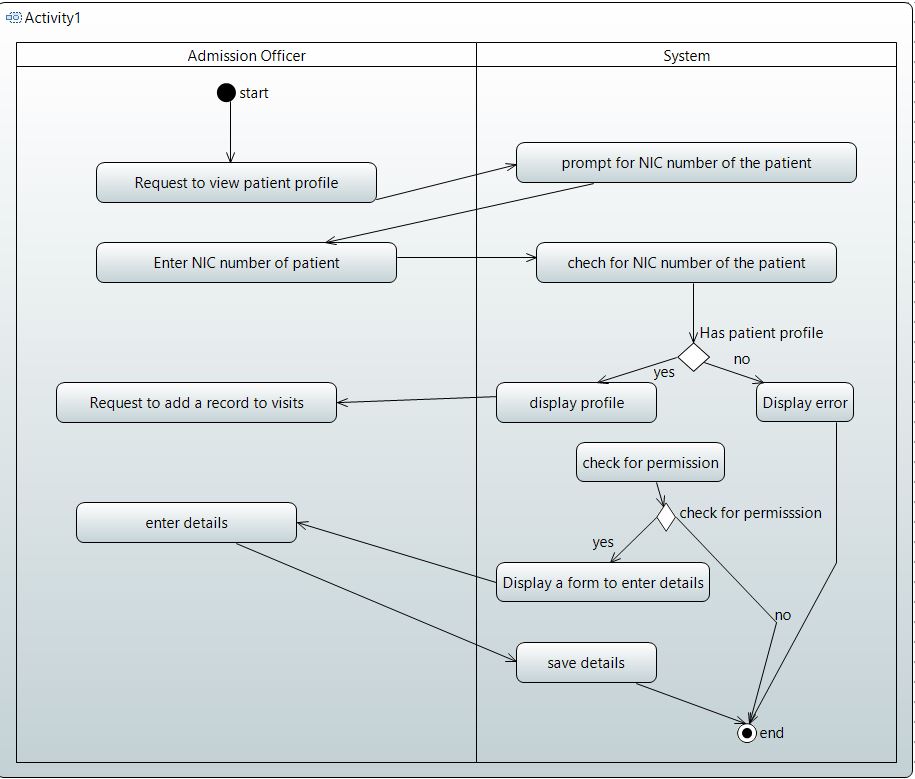 Activity1
Admission Officer
System
start
Request to view patient profile
prompt for NIC number of the patient
Enter NIC number of patient
chech for NIC number of the patient
Has patient profile
yes
no
Request to add a record to visits
display profile
Display error
check for permission
check for permisssion
enter details
yes
Display a form to enter details
no
save details
end